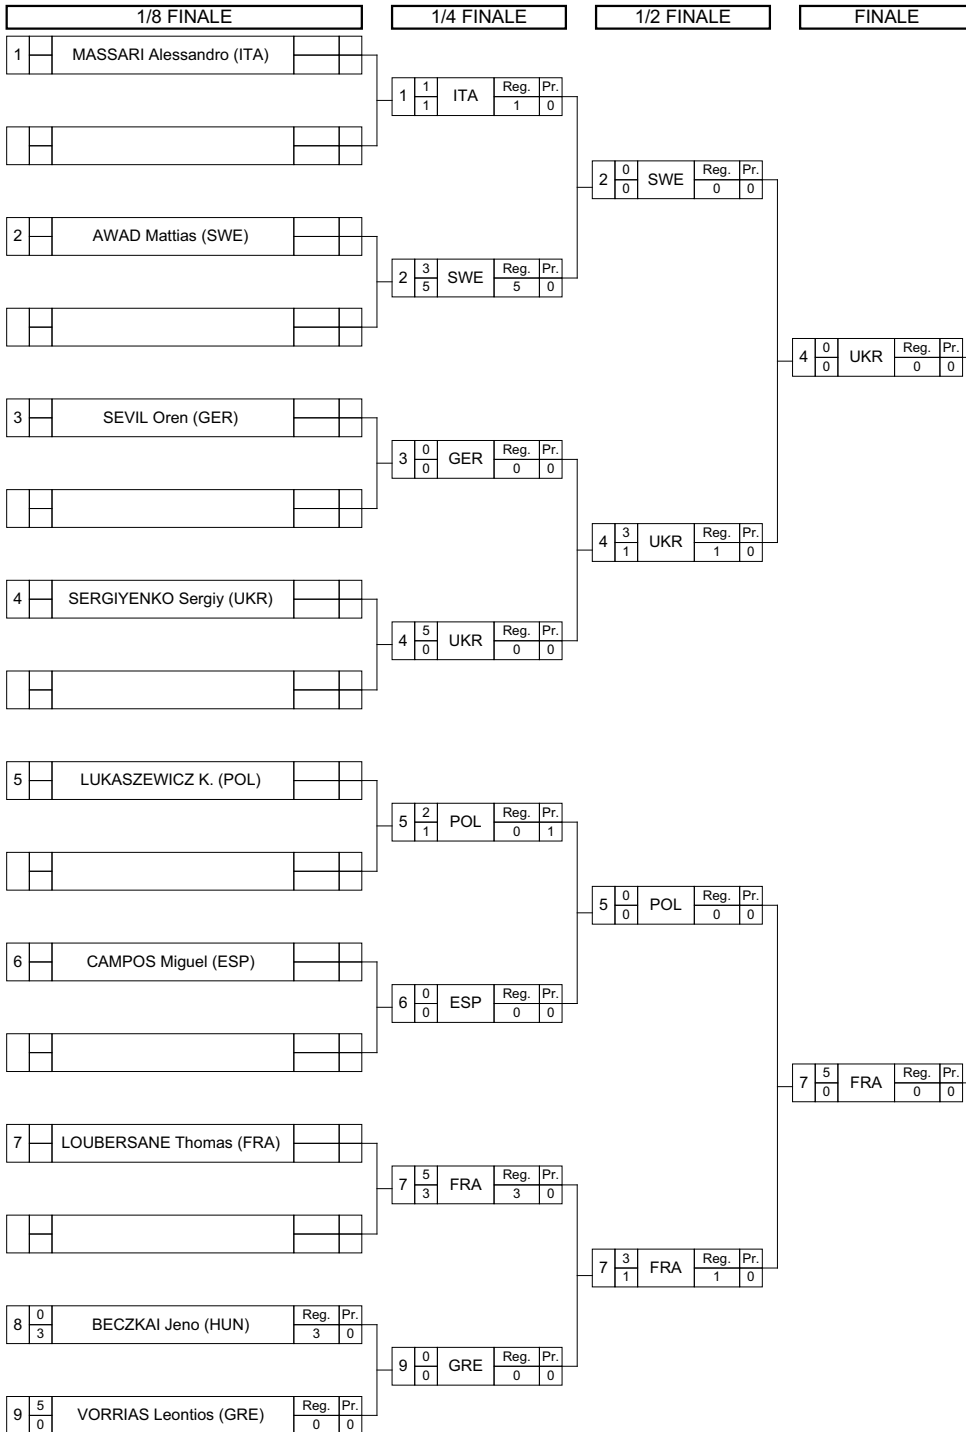 1/8 FINALE 1/4 FINALE 1/2 FINALE FINALE
1 MASSARI Alessandro (ITA)
1 1 ITA Reg. Pr.
1 1 0
2 0 SWE Reg. Pr.
0 0 0
2 AWAD Mattias (SWE)
2 3 SWE Reg. Pr.
5 5 0
4 0 UKR Reg. Pr.
0 0 0
3 SEVIL Oren (GER)
3 0 GER Reg. Pr.
0 0 0
4 3 UKR Reg. Pr.
1 1 0
4 SERGIYENKO Sergiy (UKR)
4 5 UKR Reg. Pr.
0 0 0
5 LUKASZEWICZ K. (POL)
5 2 POL Reg. Pr.
1 0 1
5 0 POL Reg. Pr.
0 0 0
6 CAMPOS Miguel (ESP)
6 0 ESP Reg. Pr.
0 0 0
7 5 FRA Reg. Pr.
0 0 0
7 LOUBERSANE Thomas (FRA)
7 5 FRA Reg. Pr.
3 3 0
7 3 FRA Reg. Pr.
1 1 0
8 0 BECZKAI Jeno (HUN) Reg. Pr.
3 3 0
9 0 GRE Reg. Pr.
0 0 0
9 5 VORRIAS Leontios (GRE) Reg. Pr.
0 0 0